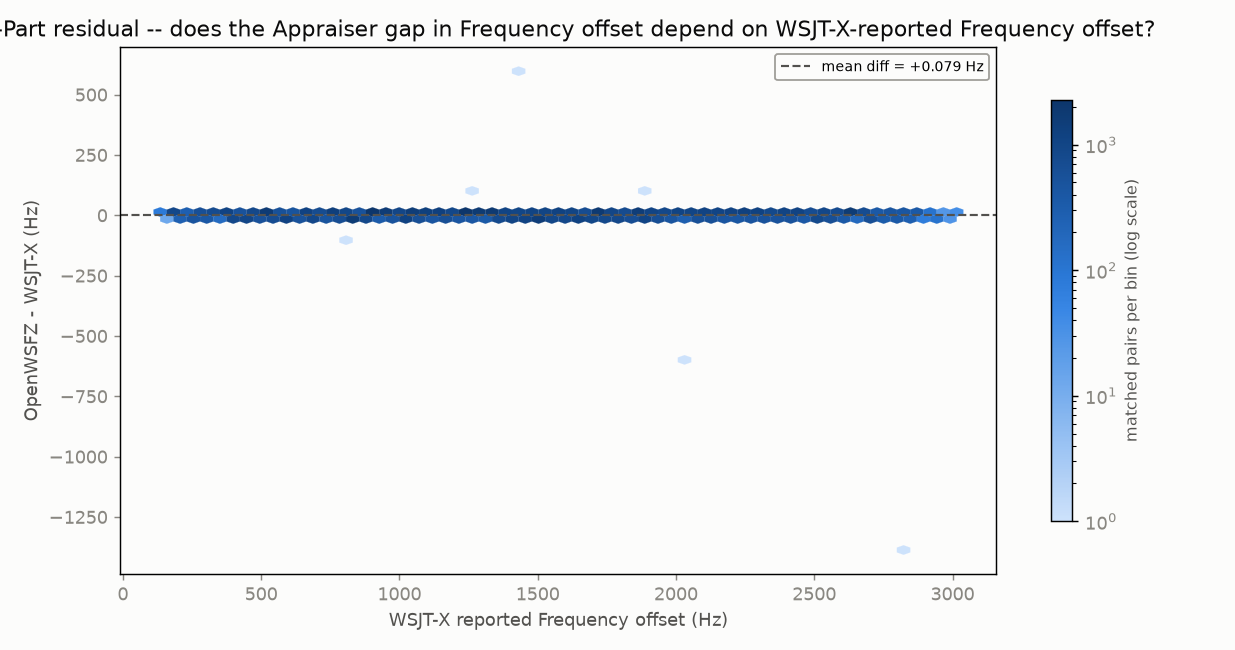 -Part residual -- does the Appraiser gap in Frequency offset depend on WSJT-X-reported Frequency offset?
mean diff = +0.079 Hz
500
250
0
−250
−500
−750
−1000
−1250
OpenWSFZ - WSJT-X (Hz)
0 500 1000 1500 2000 2500 3000
WSJT-X reported Frequency offset (Hz)
10³
10²
10¹
10⁰
matched pairs per bin (log scale)